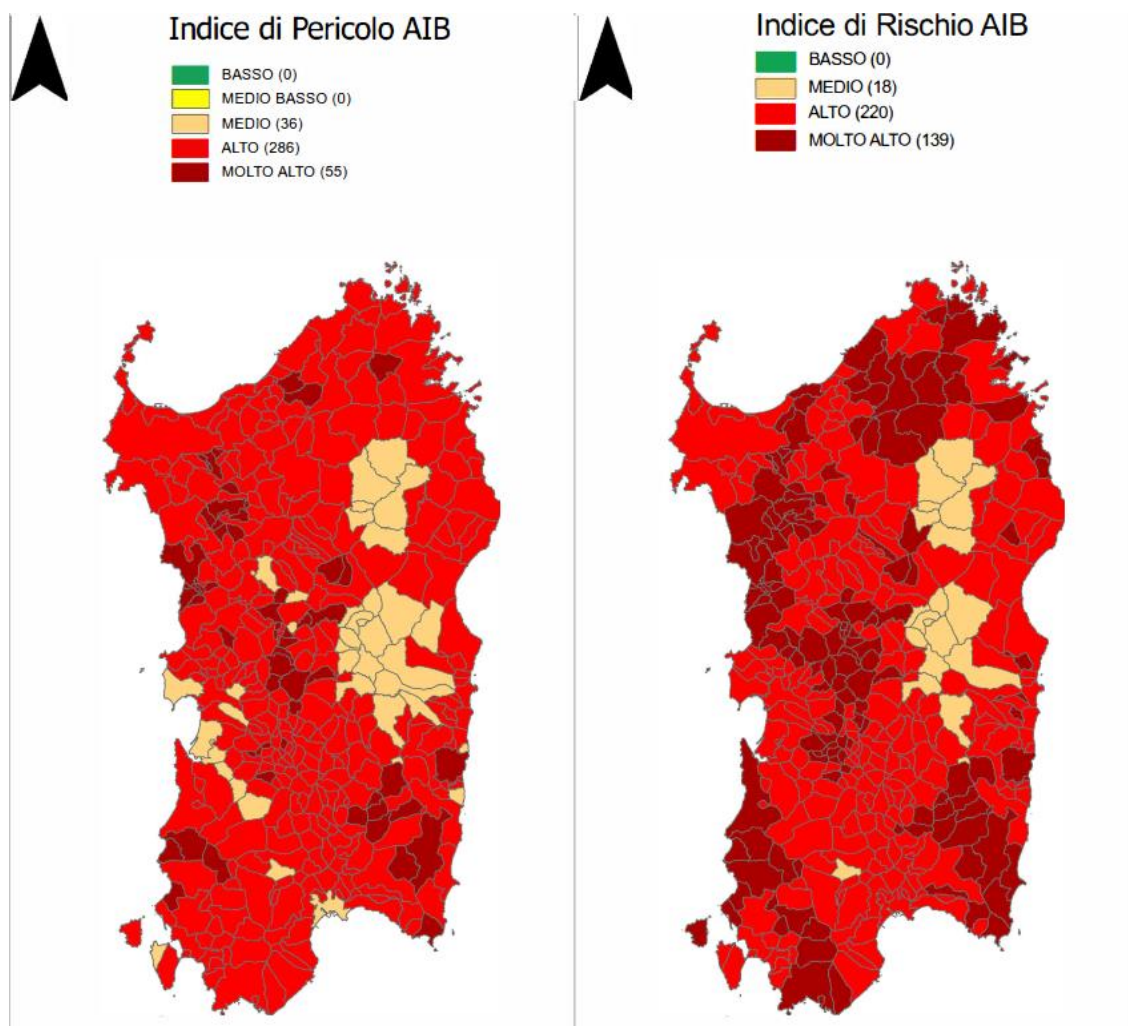 Indice di Pericolo AIB
BASSO (0)
MEDIO BASSO (0)
MEDIO (36)
ALTO (286)
MOLTO ALTO (55)
Indice di Rischio AIB
BASSO (0)
MEDIO (18)
ALTO (220)
MOLTO ALTO (139)